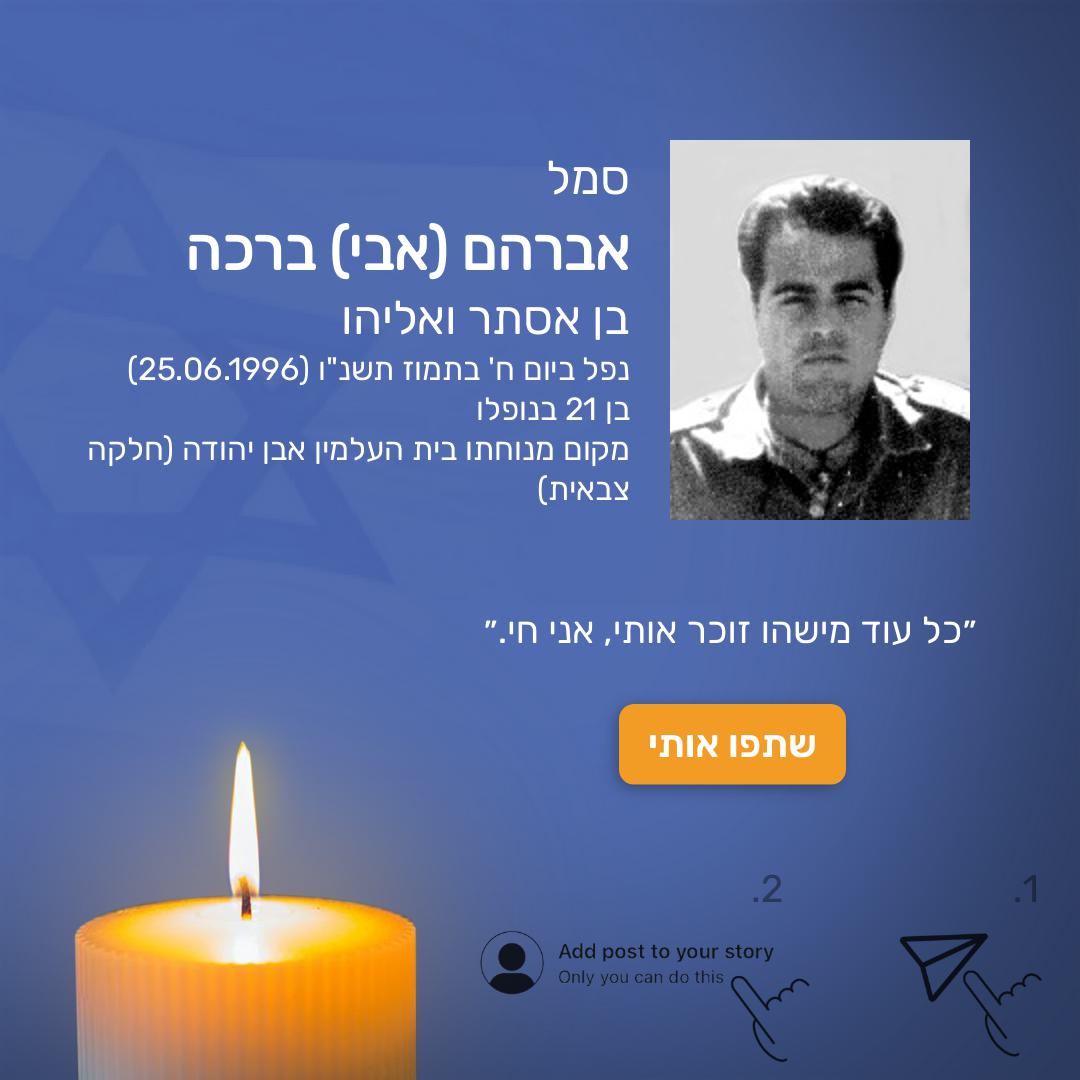 סמל
אברהם (אבי) ברכה
בן אסתר ואליהו
נפל ביום ח' בתמוז תשנ"ו (25.06.1996)
בן 21 בנופלו
מקום מנוחתו בית העלמין אבן יהודה (חלקה
צבאית)
״כל עוד מישהו זוכר אותי, אני חי.״
שתפו אותי
.1
.2
Add post to your story
Only you can do this